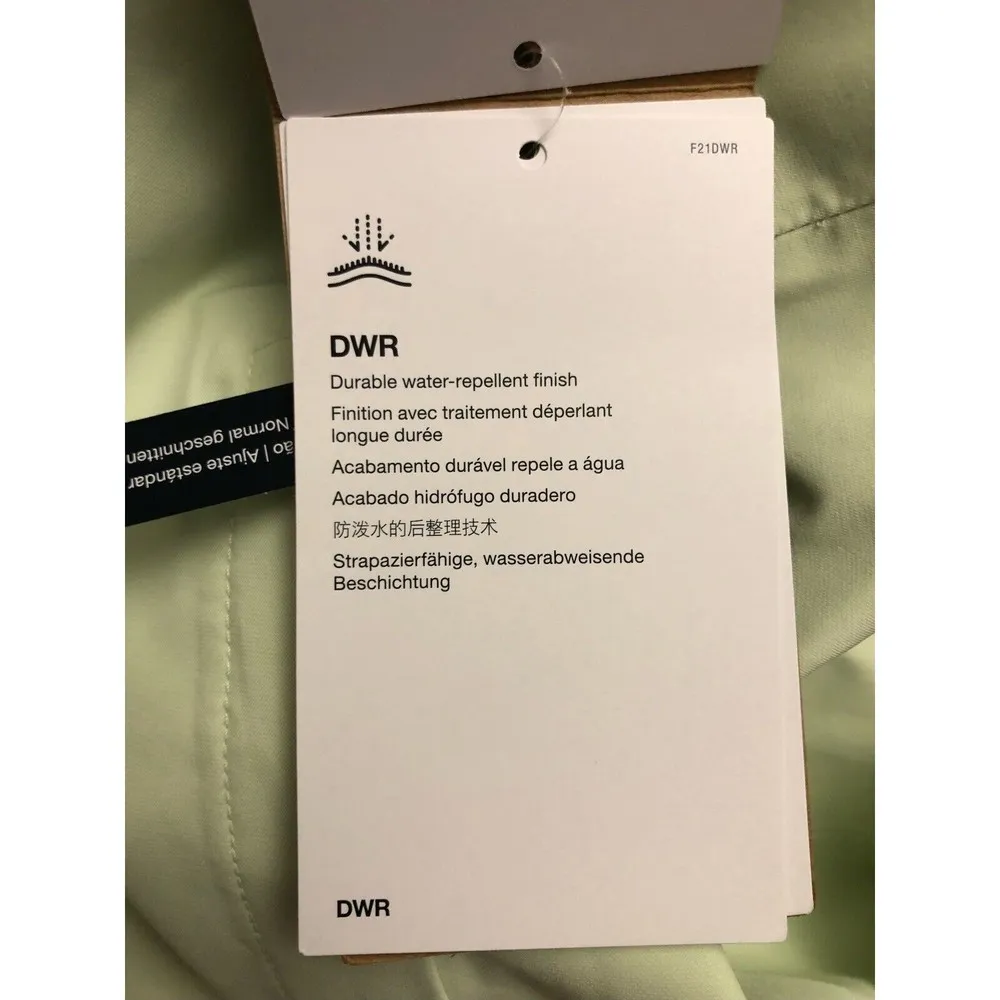 F21DWR
DWR
Durable water-repellent finish
Finition avec traitement déperlant
longue durée
Acabamento durável repele a água
Acabado hidrófugo duradero
防泼水的后整理技术
Strapazierfähige, wasserabweisende
Beschichtung
DWR
ão | Ajuste estándar
Normal geschnitten